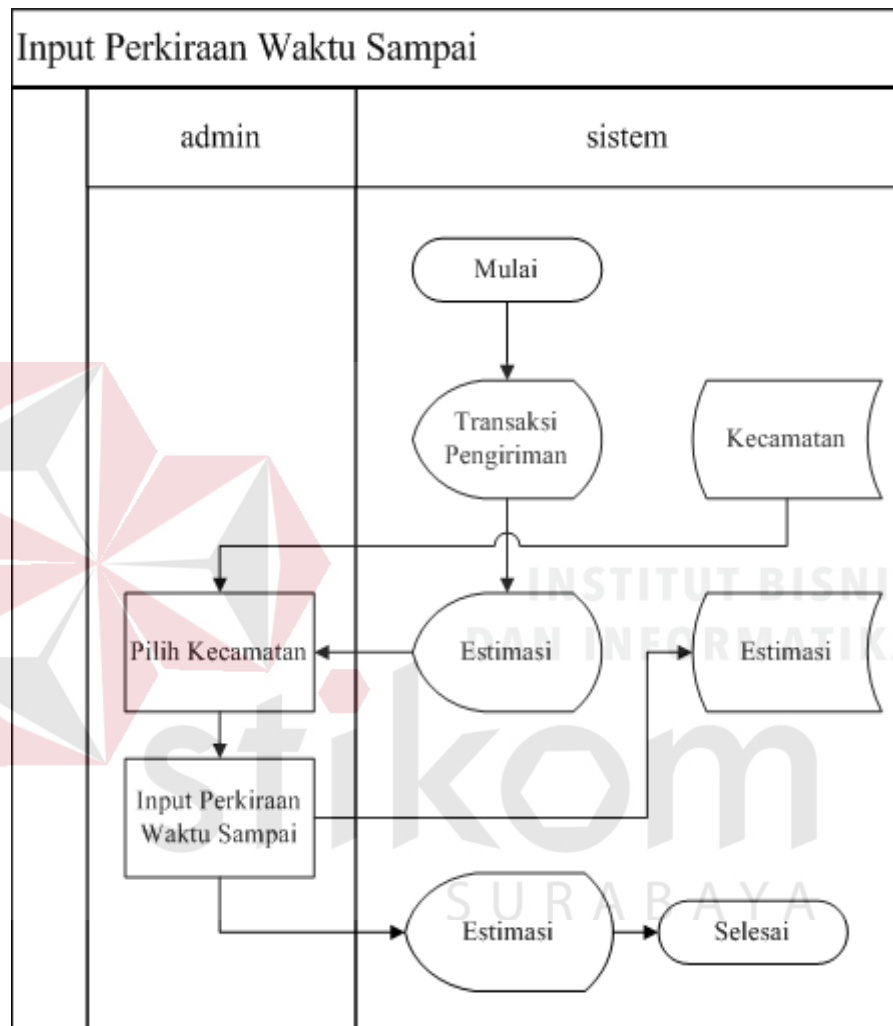 Input Perkiraan Waktu Sampai
admin
sistem
Mulai
Transaksi
Pengiriman
Kecamatan
INSTITUT BISNI
DAN INFORMATIKA
Pilih Kecamatan
Estimasi
Estimasi
stikom
Input Perkiraan
Waktu Sampai
SURABAYA
Estimasi
Selesai